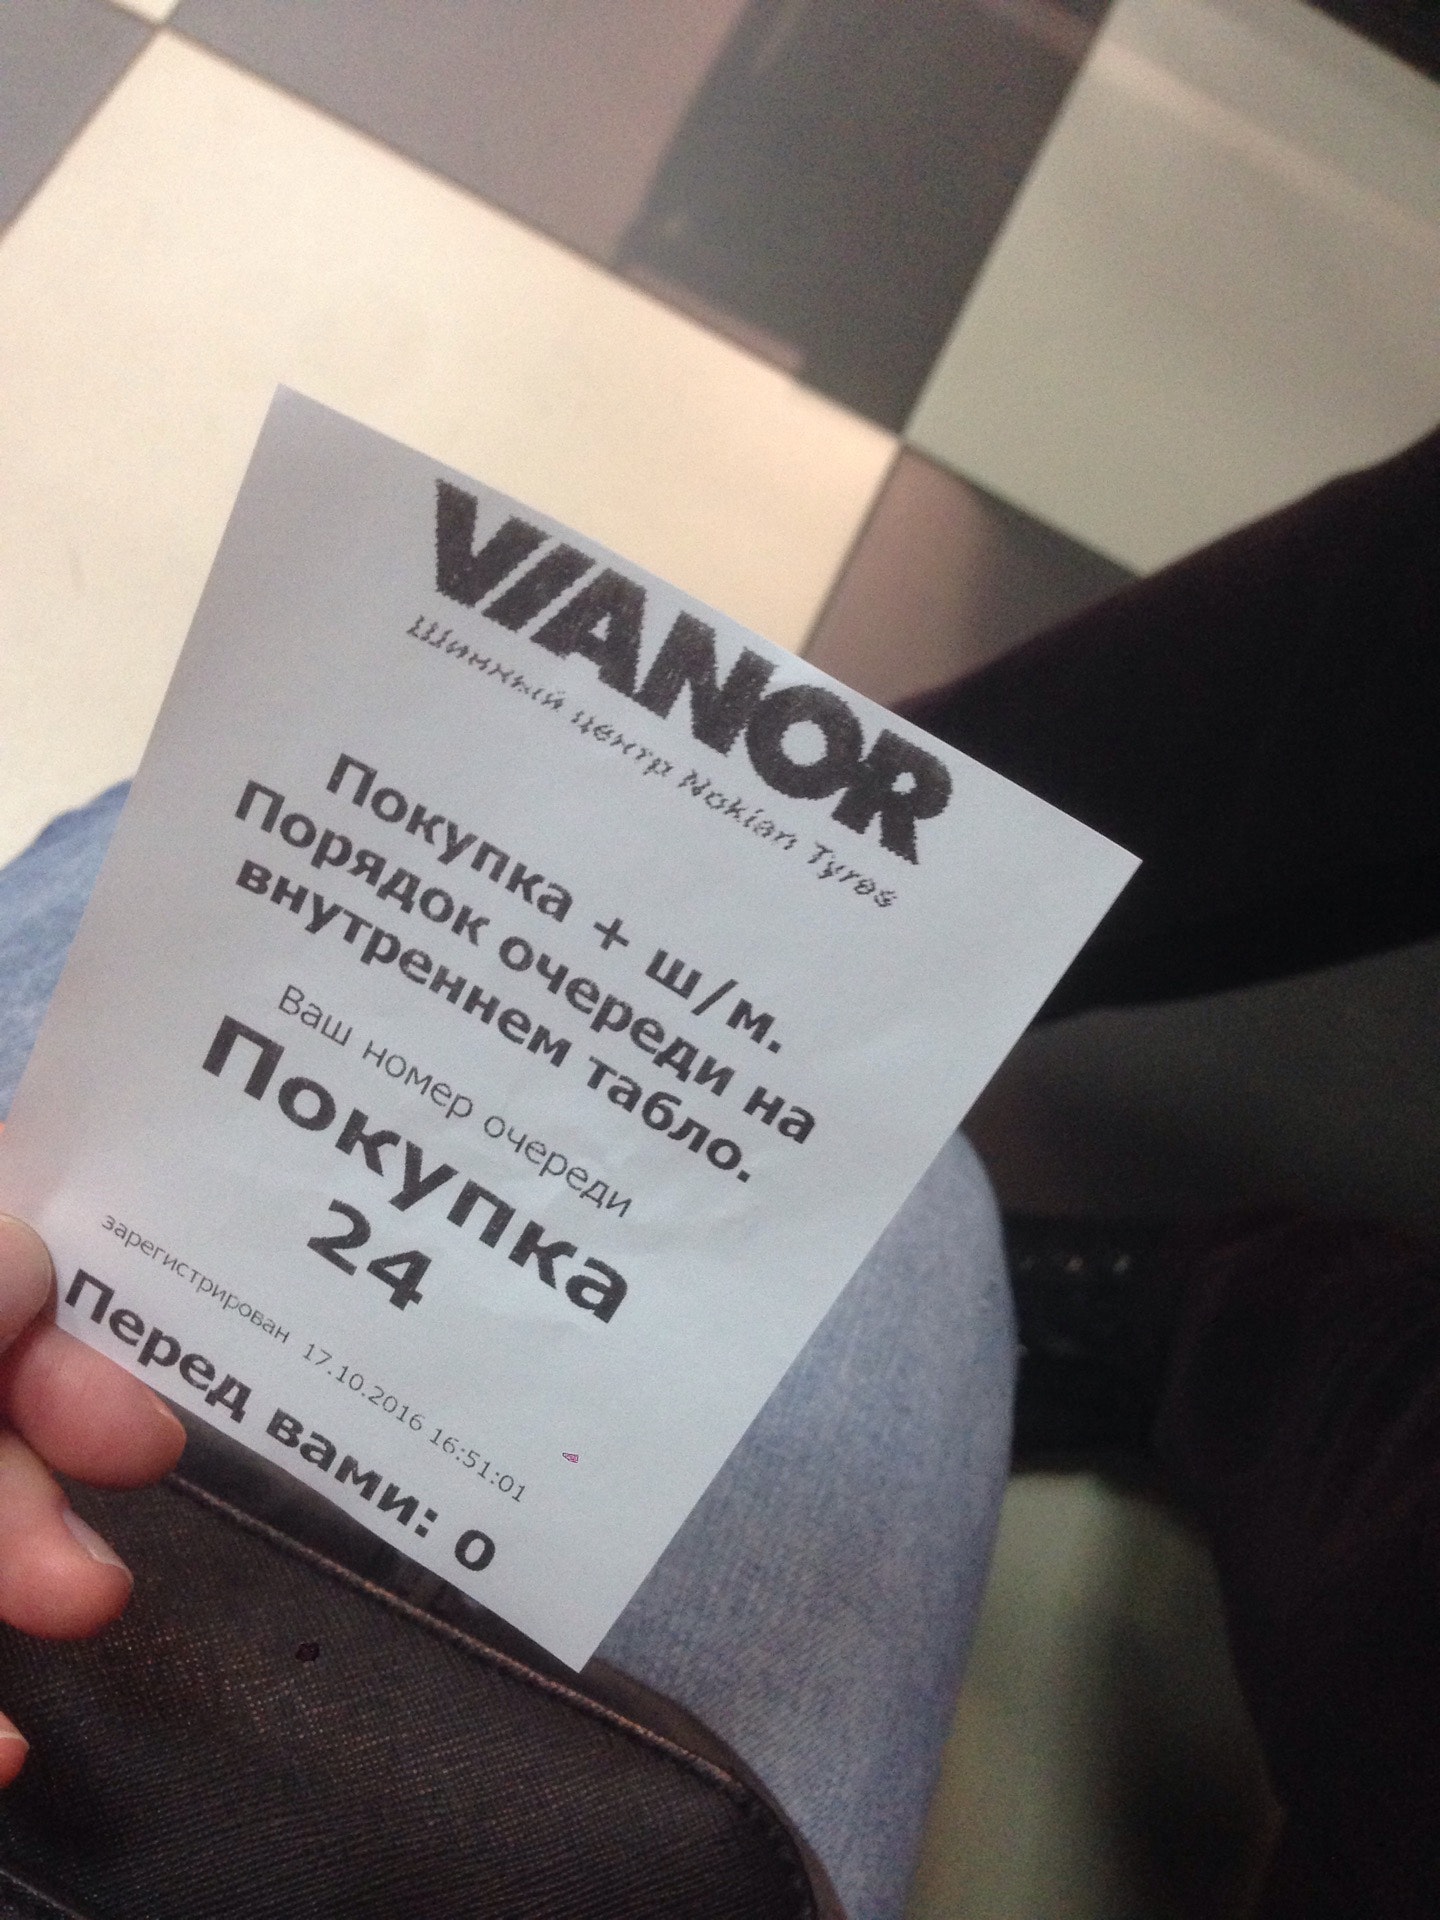 VIANOR
Шинный центр Nokian Tyres
Покупка + ш/м.
Порядок очереди на
внутреннем табло.
Ваш номер очереди
Покупка
24
зарегистрирован 17.10.2016 16:51:01
Перед вами: 0